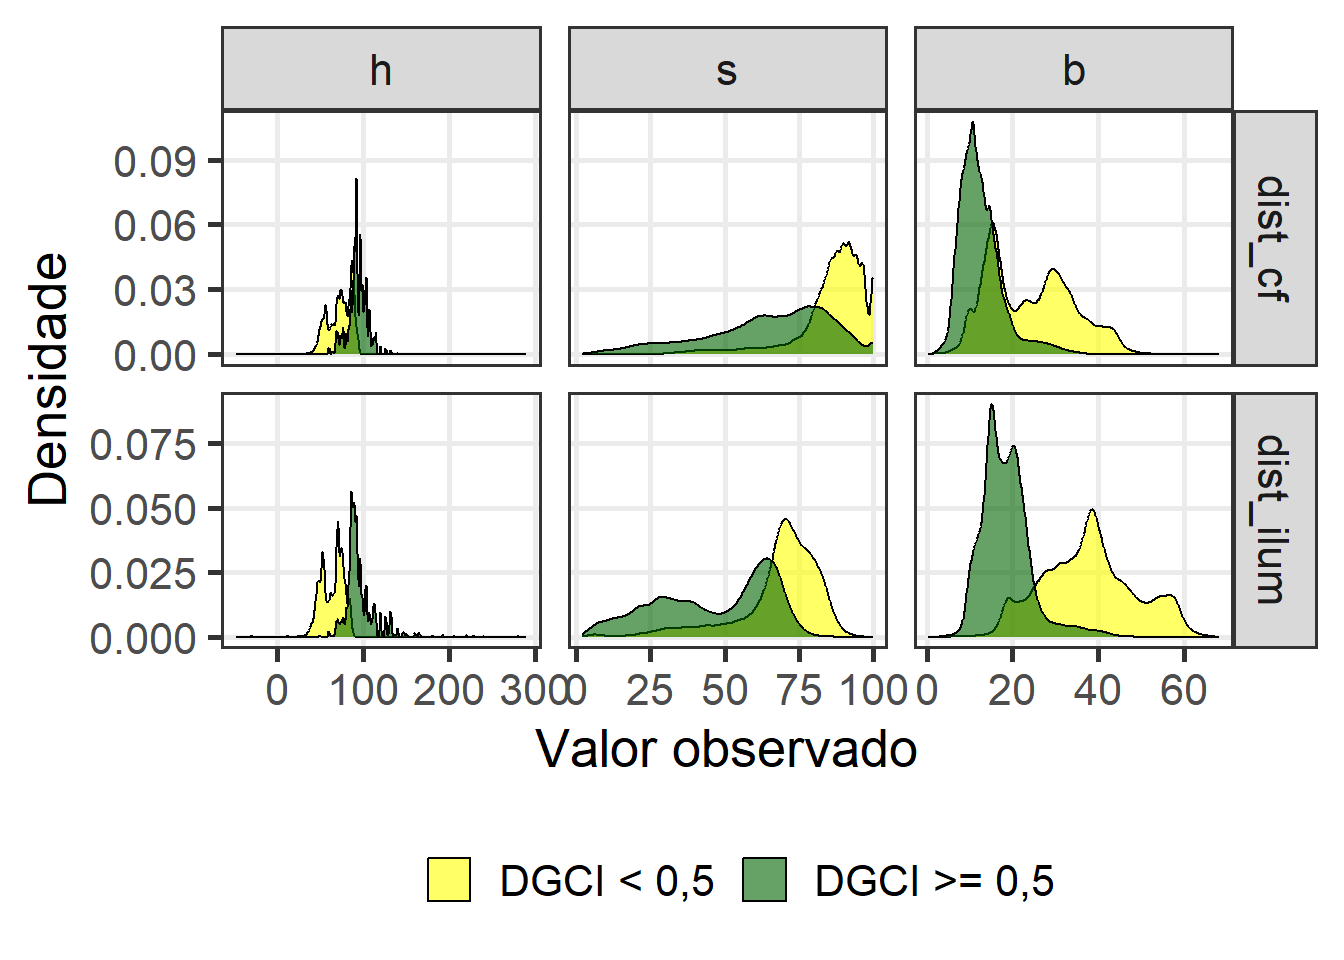 h s b
0.09
0.06
0.03
0.00
dist_cf
Densidade
0.075
0.050
0.025
0.000
dist_ilum
0 100 200 300 0 25 50 75 100 0 20 40 60
Valor observado
DGCI < 0,5 DGCI >= 0,5